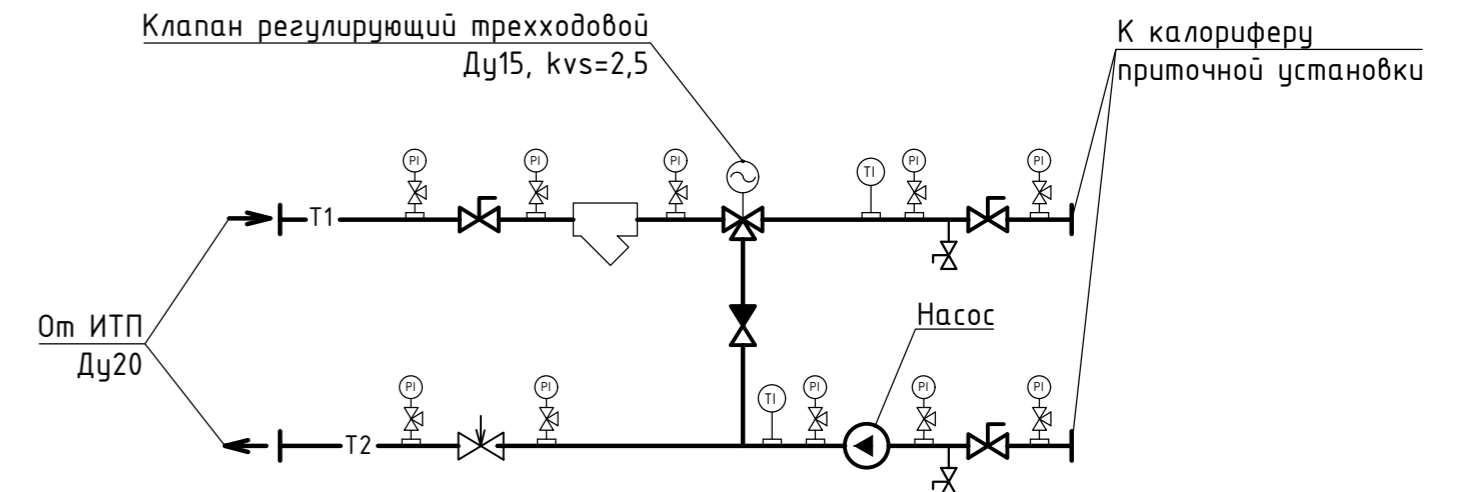 Клапан регулирующий трехходовой
Ду15, kvs=2,5
К калориферу
приточной установки
PI PI PI TI PI PI
T1
От ИТП
Ду20
Насос
PI PI TI PI PI PI
T2